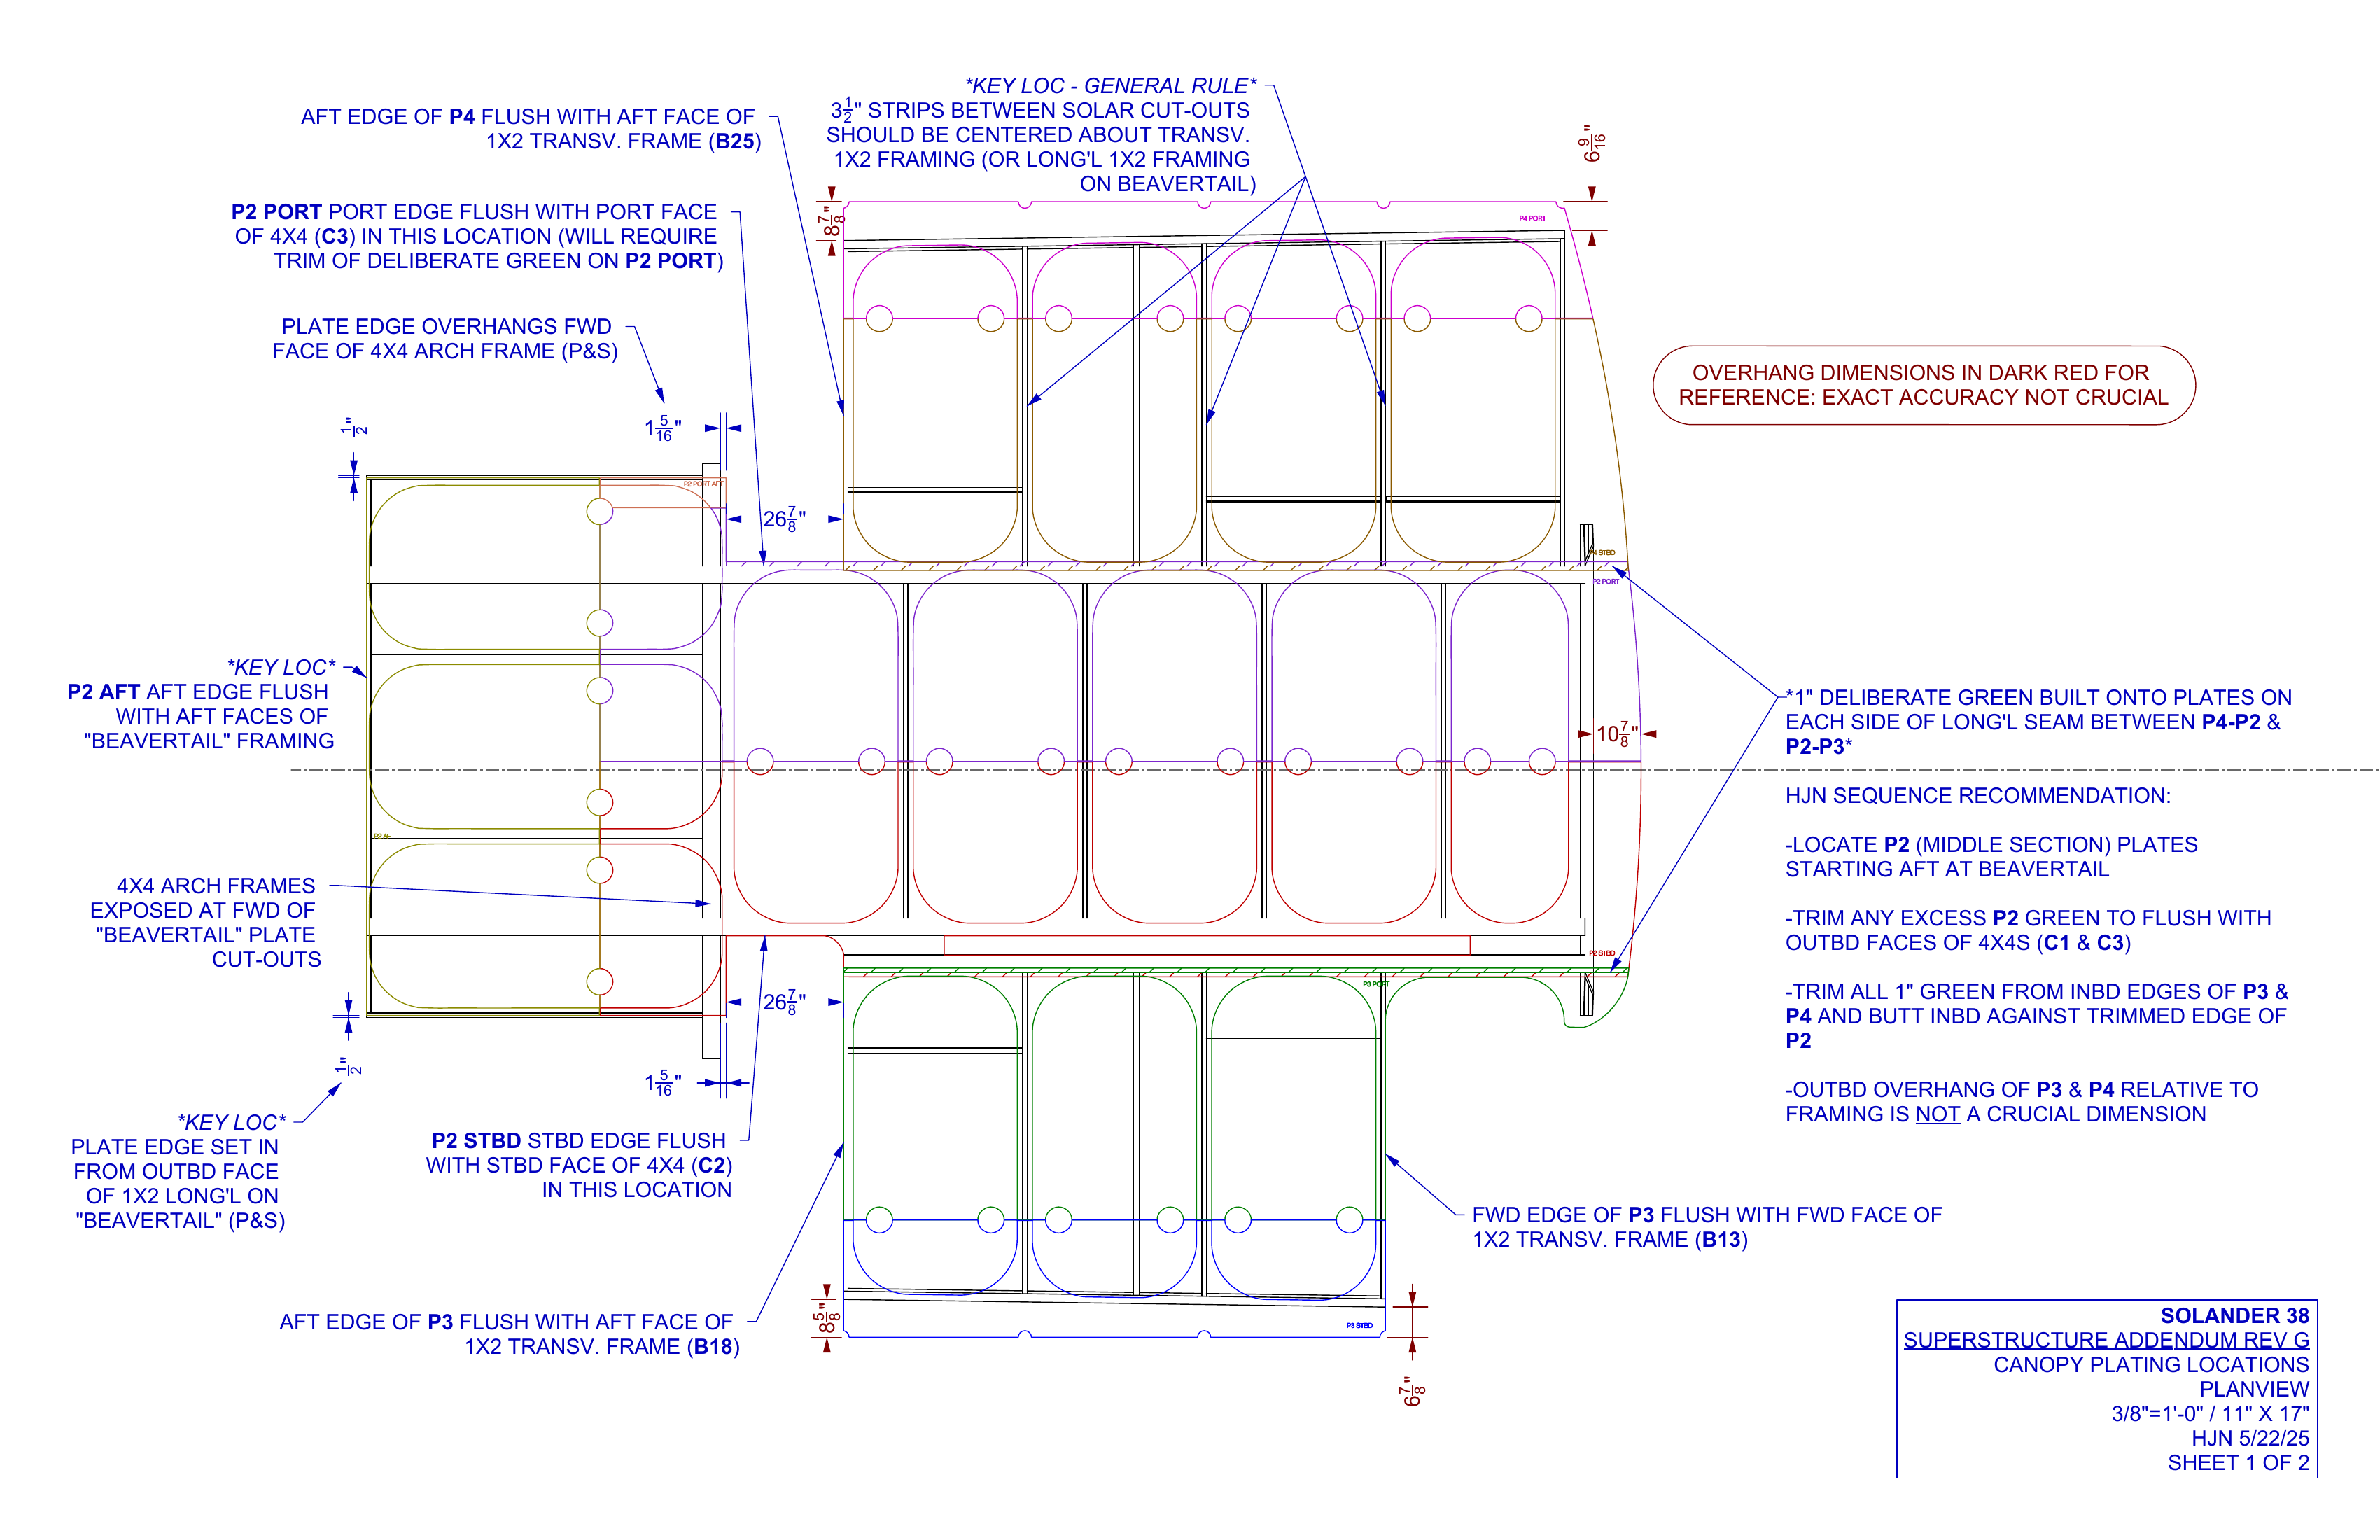 *KEY LOC - GENERAL RULE*
3 1/2" STRIPS BETWEEN SOLAR CUT-OUTS
SHOULD BE CENTERED ABOUT TRANSV.
1X2 FRAMING (OR LONG'L 1X2 FRAMING
ON BEAVERTAIL)
AFT EDGE OF P4 FLUSH WITH AFT FACE OF
1X2 TRANSV. FRAME (B25)
6 9/16"
8 7/8"
P4 PORT
P2 PORT PORT EDGE FLUSH WITH PORT FACE
OF 4X4 (C3) IN THIS LOCATION (WILL REQUIRE
TRIM OF DELIBERATE GREEN ON P2 PORT)
PLATE EDGE OVERHANGS FWD
FACE OF 4X4 ARCH FRAME (P&S)
OVERHANG DIMENSIONS IN DARK RED FOR
REFERENCE: EXACT ACCURACY NOT CRUCIAL
1/2"
1 5/16"
P2 PORT AFT
26 7/8"
P4 STBD
P2 PORT
*KEY LOC*
P2 AFT AFT EDGE FLUSH
WITH AFT FACES OF
"BEAVERTAIL" FRAMING
10 7/8"
*1" DELIBERATE GREEN BUILT ONTO PLATES ON
EACH SIDE OF LONG'L SEAM BETWEEN P4-P2 &
P2-P3*
HJN SEQUENCE RECOMMENDATION:
-LOCATE P2 (MIDDLE SECTION) PLATES
STARTING AFT AT BEAVERTAIL
-TRIM ANY EXCESS P2 GREEN TO FLUSH WITH
OUTBD FACES OF 4X4S (C1 & C3)
-TRIM ALL 1" GREEN FROM INBD EDGES OF P3 &
P4 AND BUTT INBD AGAINST TRIMMED EDGE OF
P2
-OUTBD OVERHANG OF P3 & P4 RELATIVE TO
FRAMING IS NOT A CRUCIAL DIMENSION
P2 AFT
4X4 ARCH FRAMES
EXPOSED AT FWD OF
"BEAVERTAIL" PLATE
CUT-OUTS
P2 STBD
P3 PORT
26 7/8"
1/2"
1 5/16"
*KEY LOC*
PLATE EDGE SET IN
FROM OUTBD FACE
OF 1X2 LONG'L ON
"BEAVERTAIL" (P&S)
P2 STBD STBD EDGE FLUSH
WITH STBD FACE OF 4X4 (C2)
IN THIS LOCATION
FWD EDGE OF P3 FLUSH WITH FWD FACE OF
1X2 TRANSV. FRAME (B13)
AFT EDGE OF P3 FLUSH WITH AFT FACE OF
1X2 TRANSV. FRAME (B18)
8 5/8"
P3 STBD
6 7/8"
SOLANDER 38
SUPERSTRUCTURE ADDENDUM REV G
CANOPY PLATING LOCATIONS
PLANVIEW
3/8"=1'-0" / 11" X 17"
HJN 5/22/25
SHEET 1 OF 2